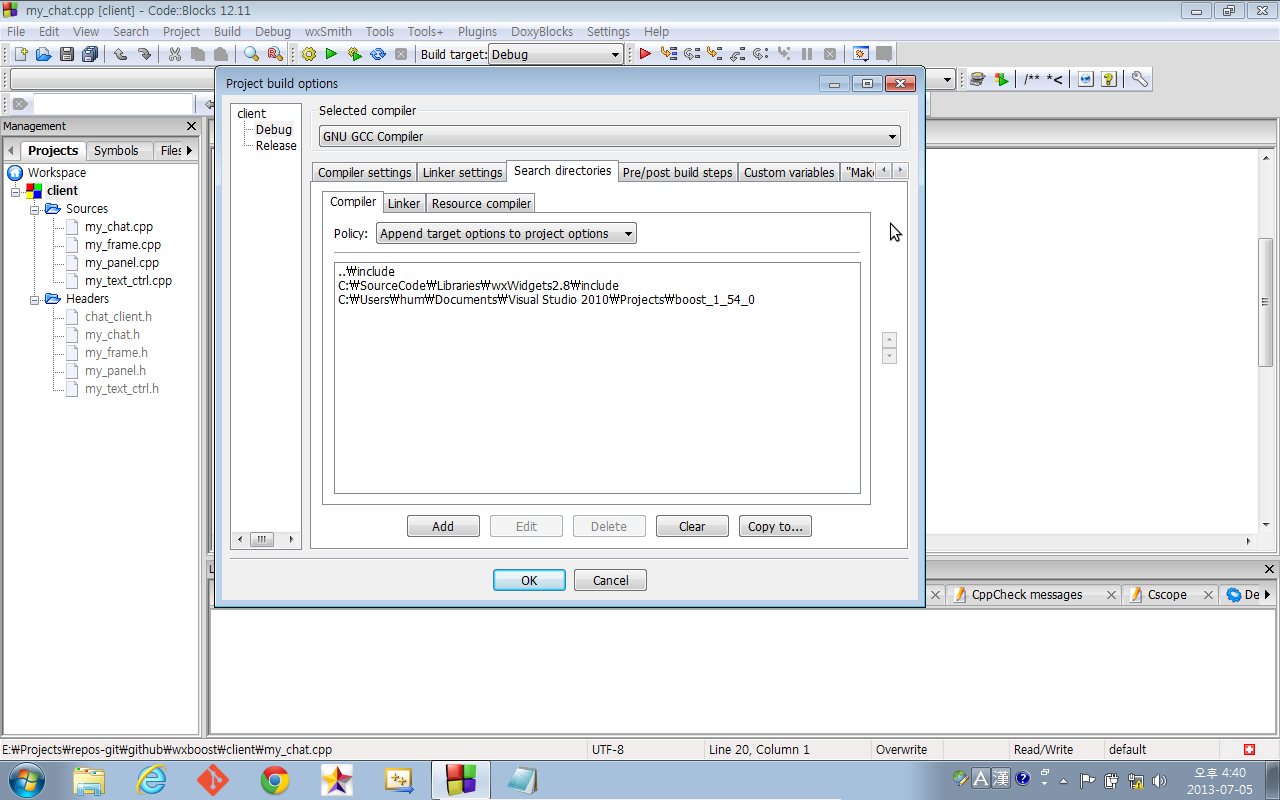 my_chat.cpp [client] - Code::Blocks 12.11
File Edit View Search Project Build Debug wxSmith Tools Tools+ Plugins DoxyBlocks Settings Help
Build target: Debug
/** *<
Project build options
client
Debug
Release
Selected compiler
GNU GCC Compiler
Compiler settings Linker settings Search directories Pre/post build steps Custom variables "Make
Compiler Linker Resource compiler
Policy: Append target options to project options
..₩include
C:₩SourceCode₩Libraries₩wxWidgets2.8₩include
C:₩Users₩hum₩Documents₩Visual Studio 2010₩Projects₩boost_1_54_0
Add Edit Delete Clear Copy to...
OK Cancel
Management
Projects Symbols Files
Workspace
client
Sources
my_chat.cpp
my_frame.cpp
my_panel.cpp
my_text_ctrl.cpp
Headers
chat_client.h
my_chat.h
my_frame.h
my_panel.h
my_text_ctrl.h
CppCheck messages Cscope De
E:₩Projects₩repos-git₩github₩wxboost₩client₩my_chat.cpp UTF-8 Line 20, Column 1 Overwrite Read/Write default
A 漢
오후 4:40
2013-07-05